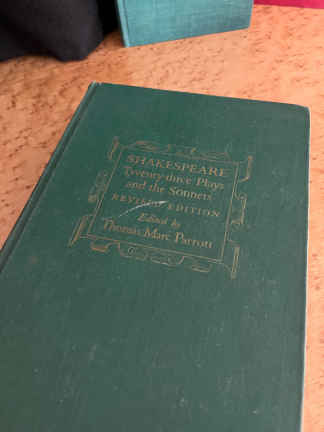 SHAKESPEARE
Twenty-three Plays
and the Sonnets
REVISED EDITION
Edited by
Thomas Marc Parrott